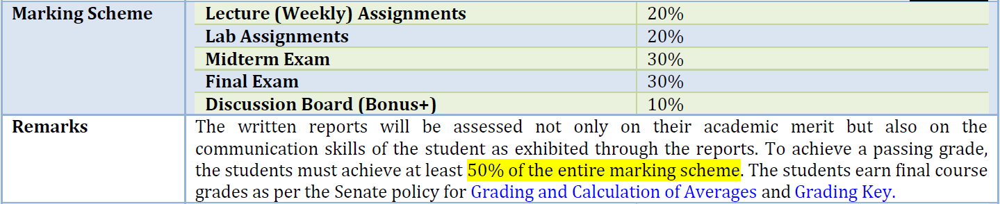 Marking Scheme
Lecture (Weekly) Assignments 20%
Lab Assignments 20%
Midterm Exam 30%
Final Exam 30%
Discussion Board (Bonus+) 10%
Remarks
The written reports will be assessed not only on their academic merit but also on the
communication skills of the student as exhibited through the reports. To achieve a passing grade,
the students must achieve at least 50% of the entire marking scheme. The students earn final course
grades as per the Senate policy for Grading and Calculation of Averages and Grading Key.